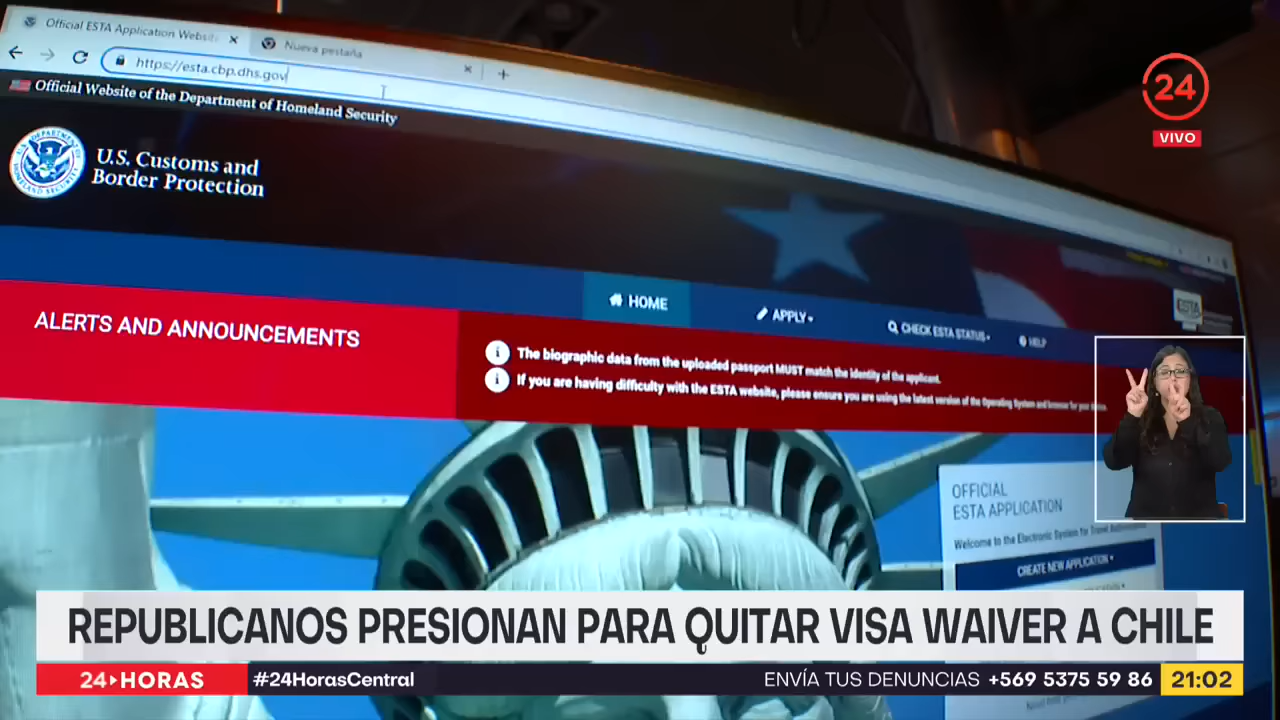 Official ESTA Application Websit
Nueva pestaña
https://esta.cbp.dhs.gov
Official Website of the Department of Homeland Security
U.S. Customs and
Border Protection
24
VIVO
ESTA
HOME
APPLY
CHECK ESTA STATUS
HELP
ALERTS AND ANNOUNCEMENTS
The biographic data from the uploaded passport MUST match the identity of the applicant.
If you are having difficulty with the ESTA website, please ensure you are using the latest version of the Operating System and browser for your
OFFICIAL
ESTA APPLICATION
Welcome to the Electronic System for Travel
CREATE NEW APPLICATION
REPUBLICANOS PRESIONAN PARA QUITAR VISA WAIVER A CHILE
24 HORAS
#24HorasCentral
ENVÍA TUS DENUNCIAS +569 5375 59 86
21:02